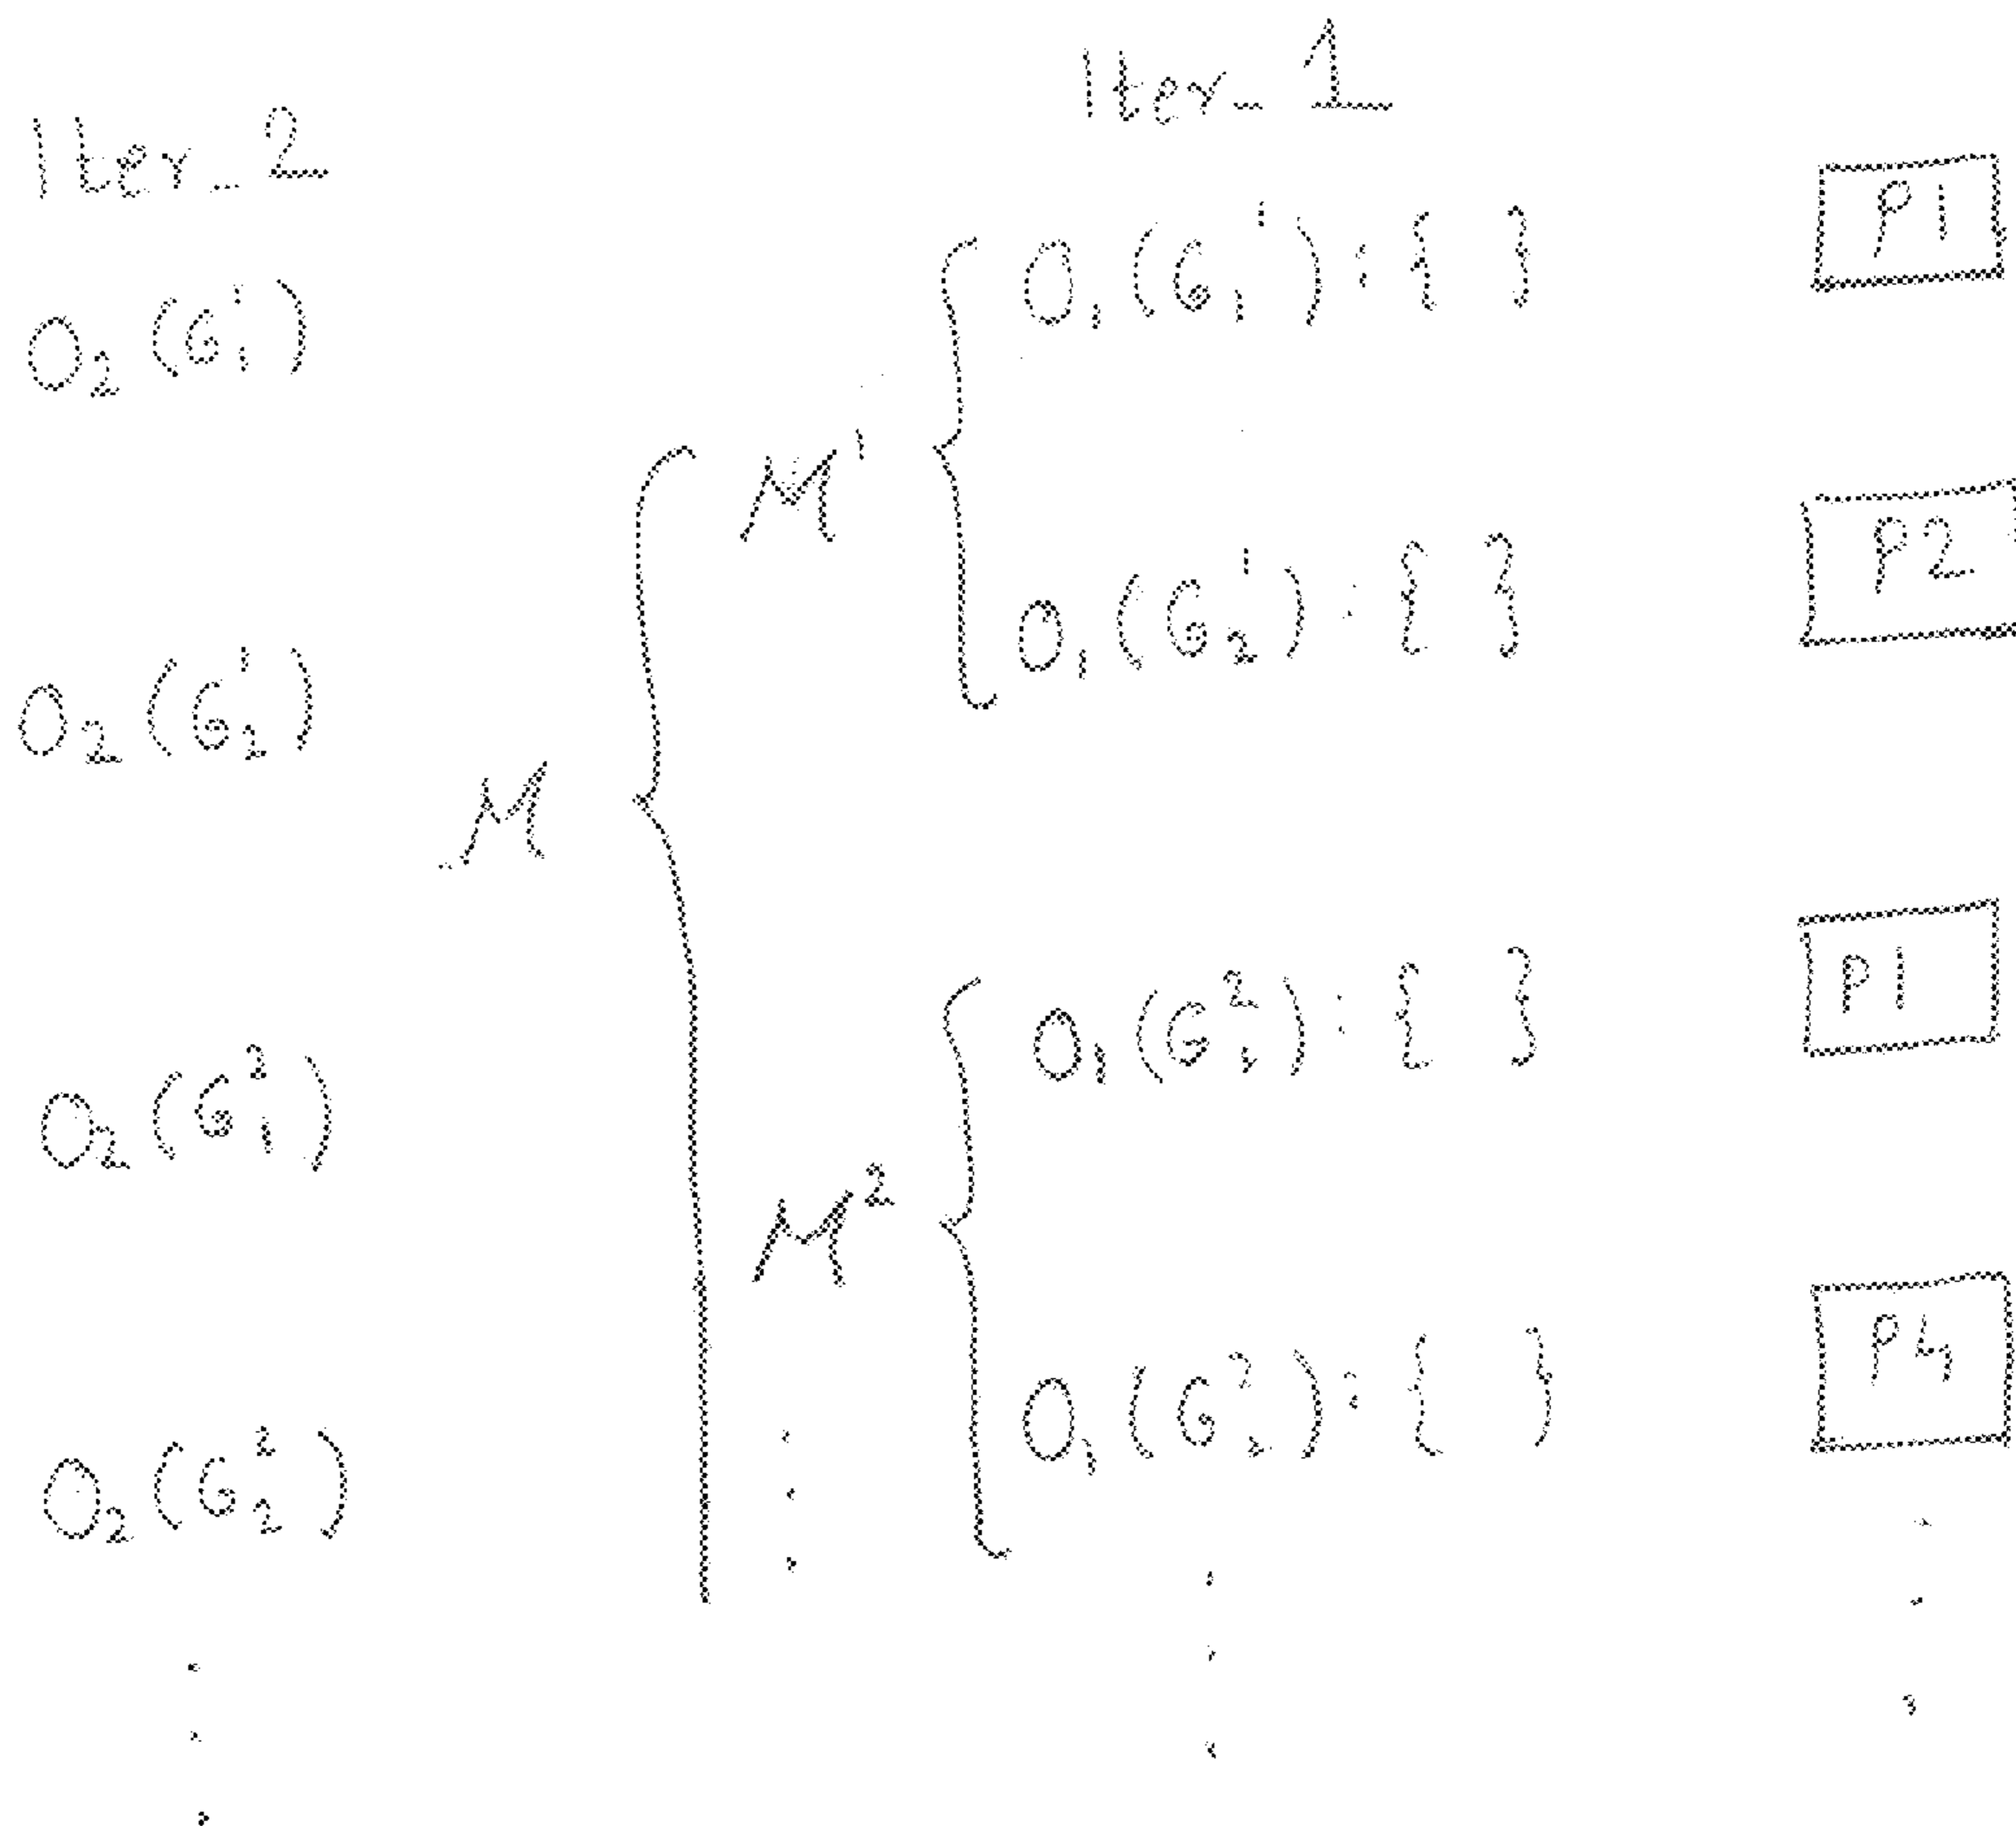 Iter_1
Iter_2
P1
O₁(G₁¹): { }
O₂(G₁¹)
M¹
P2
O₁(G₂¹): { }
O₂(G₂¹)
M
P1
O₁(G₁²): { }
O₂(G₁²)
M²
P4
O₁(G₂²): { }
O₂(G₂²)